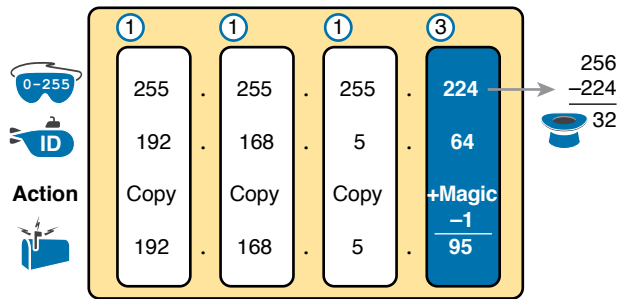 1 1 1 3
0-255 255 . 255 . 255 . 224 256
–224
32
ID 192 . 168 . 5 . 64
Action Copy Copy Copy +Magic
–1
192 . 168 . 5 . 95